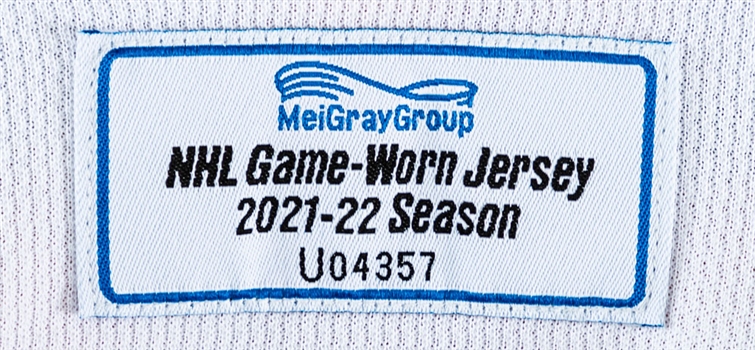 MeiGrayGroup
NHL Game-Worn Jersey
2021-22 Season
U04357